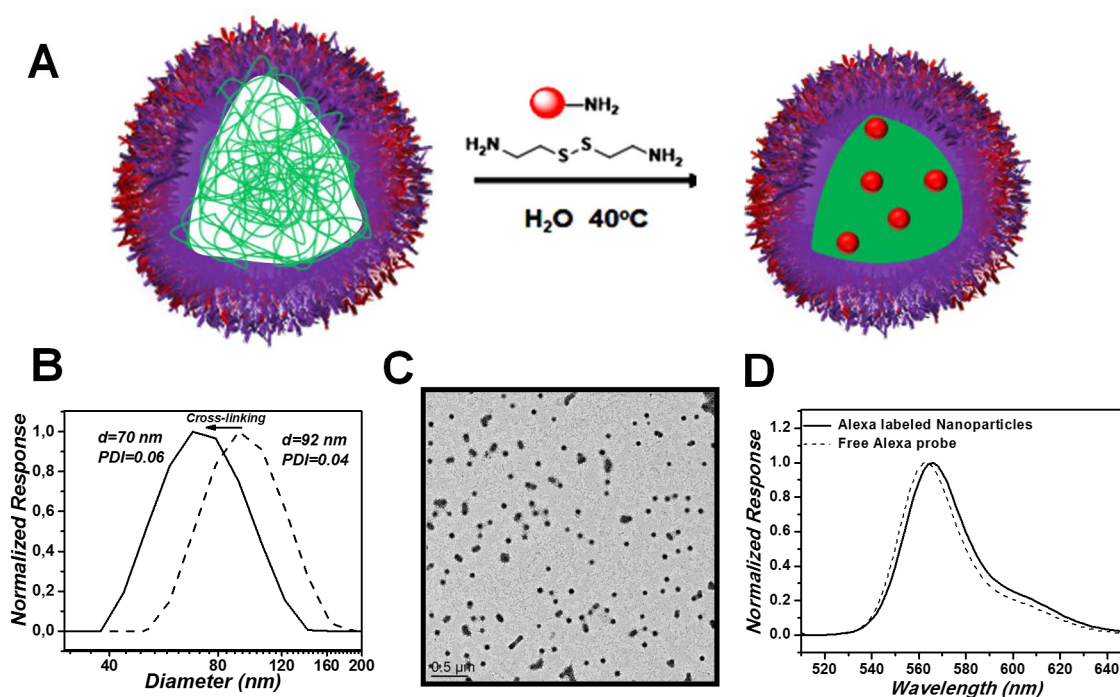 A
—NH₂
H₂N
S
S
NH₂
H₂O 40°C
B
Cross-linking
d=70 nm
PDI=0.06
d=92 nm
PDI=0.04
Normalized Response
1,0
0,8
0,6
0,4
0,2
0,0
40
80
120
160
200
Diameter (nm)
C
0.5 µm
D
Alexa labeled Nanoparticles
Free Alexa probe
Normalized Response
1.2
1.0
0.8
0.6
0.4
0.2
0.0
520
540
560
580
600
620
640
Wavelength (nm)